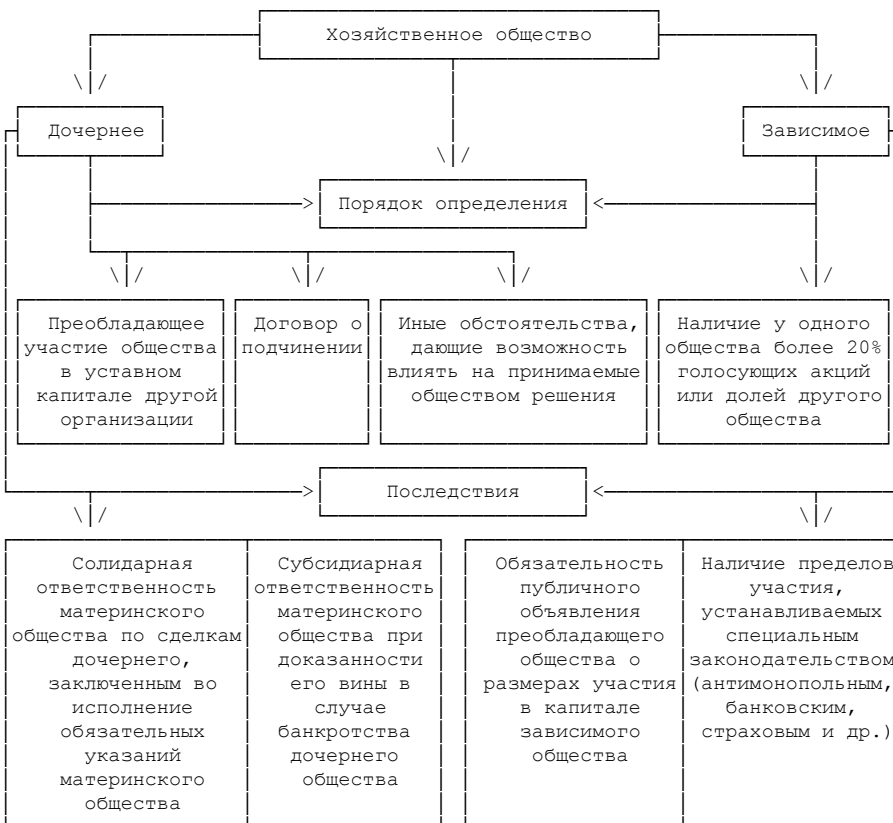 Хозяйственное общество
Дочернее
Зависимое
Порядок определения
Преобладающее
участие общества
в уставном
капитале другой
организации
Договор о
подчинении
Иные обстоятельства,
дающие возможность
влиять на принимаемые
обществом решения
Наличие у одного
общества более 20%
голосующих акций
или долей другого
общества
Последствия
Солидарная
ответственность
материнского
общества по сделкам
дочернего,
заключенным во
исполнение
обязательных
указаний
материнского
общества
Субсидиарная
ответственность
материнского
общества при
доказанности
его вины в
случае
банкротства
дочернего
общества
Обязательность
публичного
объявления
преобладающего
общества о
размерах участия
в капитале
зависимого
общества
Наличие пределов
участия,
устанавливаемых
специальным
законодательством
(антимонопольным,
банковским,
страховым и др.)